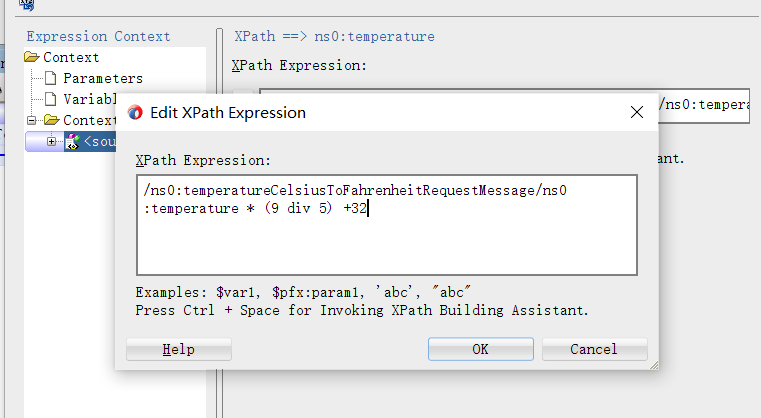 Expression Context
XPath ==> ns0:temperature
Context
XPath Expression:
Parameters
Variabl
/ns0:tempera
Edit XPath Expression
Context
<sou
ant.
XPath Expression:
/ns0:temperatureCelsiusToFahrenheitRequestMessage/ns0
:temperature * (9 div 5) +32
Examples: $var1, $pfx:param1, 'abc', "abc"
Press Ctrl + Space for Invoking XPath Building Assistant.
Help
OK
Cancel